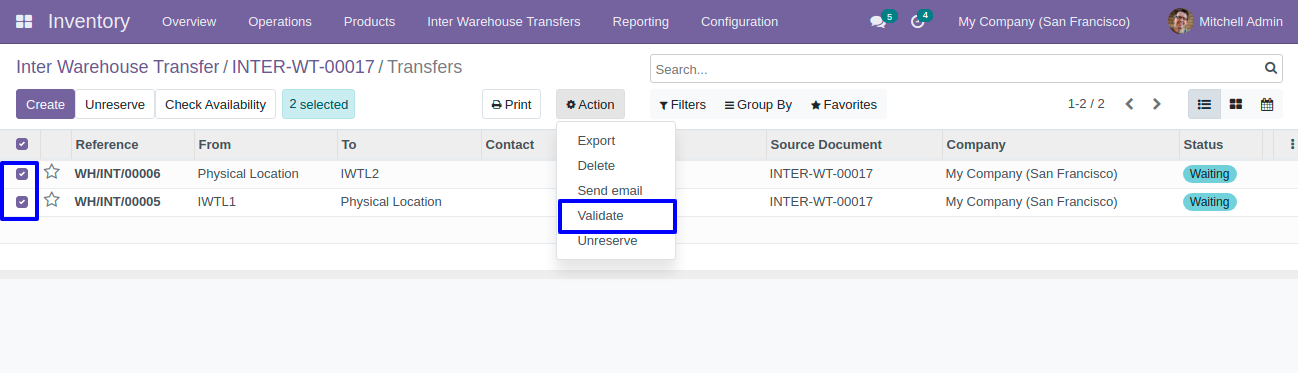 Inventory Overview Operations Products Inter Warehouse Transfers Reporting Configuration 5 4 My Company (San Francisco) Mitchell Admin
Inter Warehouse Transfer / INTER-WT-00017 / Transfers Search...
Create Unreserve Check Availability 2 selected Print Action Filters Group By Favorites 1-2 / 2
Reference From To Contact Source Document Company Status
Export
Delete
WH/INT/00006 Physical Location IWTL2 INTER-WT-00017 My Company (San Francisco) Waiting
Send email
WH/INT/00005 IWTL1 Physical Location INTER-WT-00017 My Company (San Francisco) Waiting
Validate
Unreserve